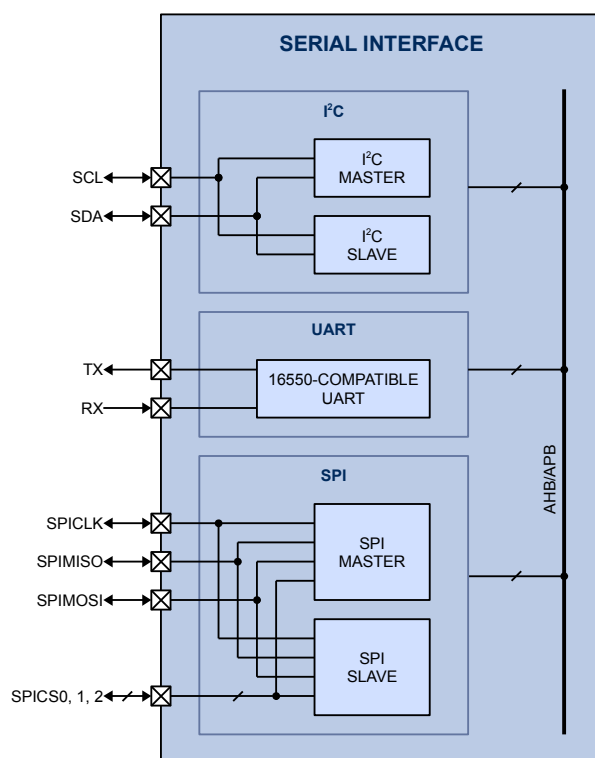 SERIAL INTERFACE
I²C
I²C
MASTER
SCL
SDA
I²C
SLAVE
UART
TX
16550-COMPATIBLE
UART
RX
AHB/APB
SPI
SPICLK
SPI
MASTER
SPIMISO
SPIMOSI
SPI
SLAVE
SPICS0, 1, 2